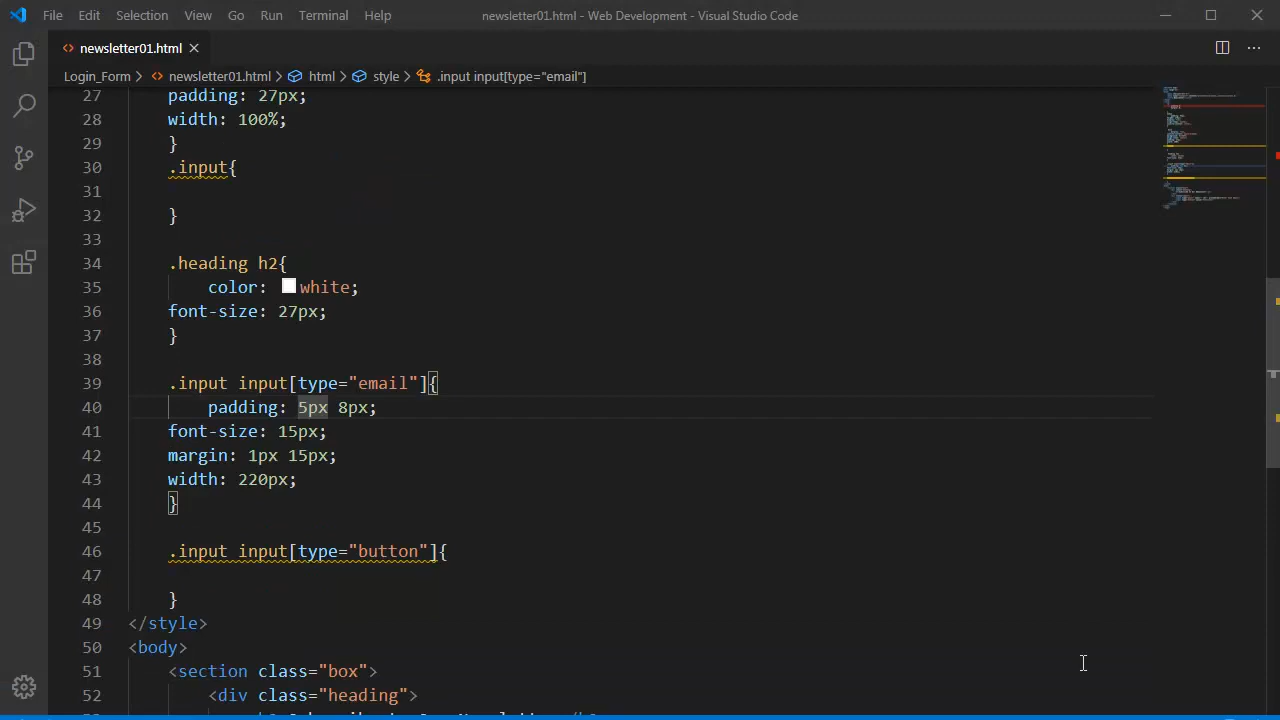 File Edit Selection View Go Run Terminal Help newsletter01.html - Web Development - Visual Studio Code
newsletter01.html
Login_Form > newsletter01.html > html > style > .input input[type="email"]
27 padding: 27px;
28 width: 100%;
29 }
30 .input{
31
32 }
33
34 .heading h2{
35 color: white;
36 font-size: 27px;
37 }
38
39 .input input[type="email"]{
40 padding: 5px 8px;
41 font-size: 15px;
42 margin: 1px 15px;
43 width: 220px;
44 }
45
46 .input input[type="button"]{
47
48 }
49 </style>
50 <body>
51 <section class="box">
52 <div class="heading">